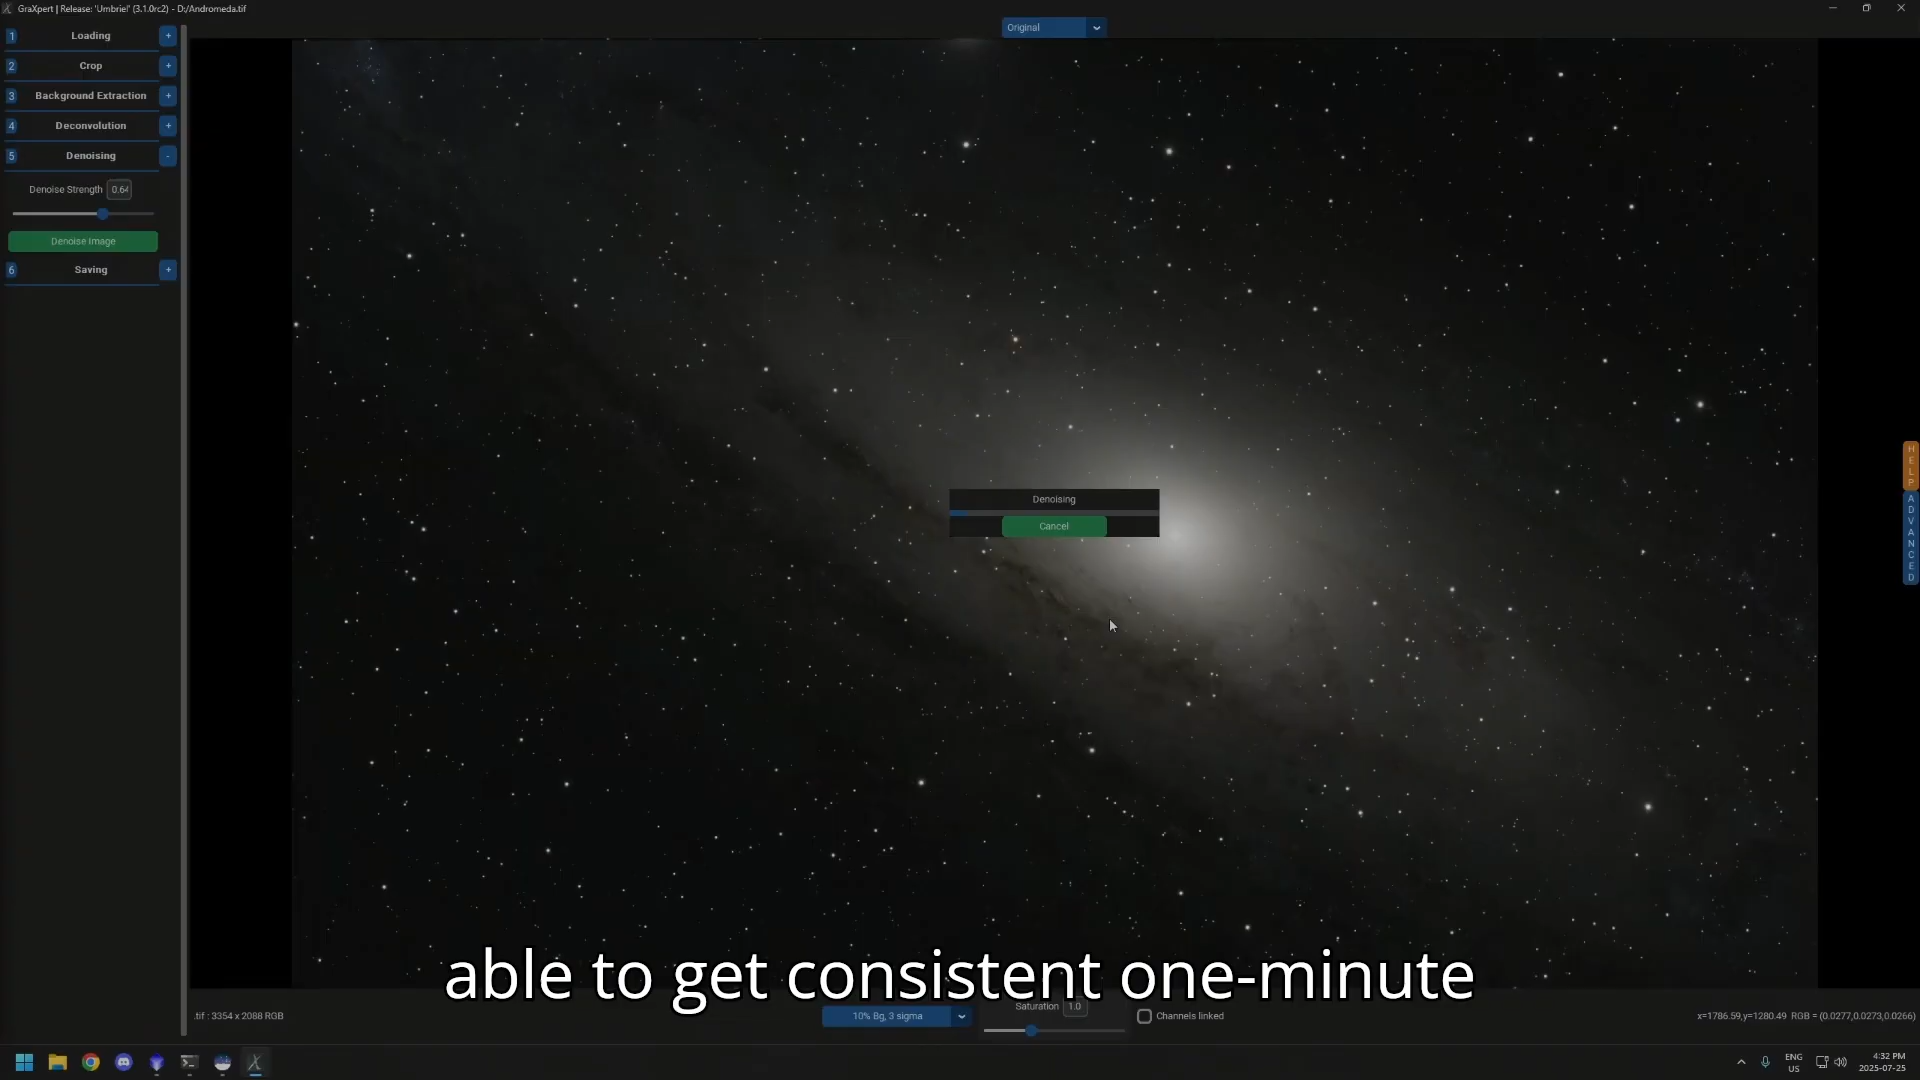 GraXpert | Release: 'Umbriel' (3.1.0rc2) - D:/Andromeda.tif
Original
1 Loading +
2 Crop +
3 Background Extraction +
4 Deconvolution +
5 Denoising -
Denoise Strength 0.64
Denoise Image
6 Saving +
HELP
ADVANCED
Denoising
Cancel
able to get consistent one-minute
.tif : 3354 x 2088 RGB
10% Bg, 3 sigma
Saturation 1.0
Channels linked
x=1786.59,y=1280.49 RGB = (0.0277,0.0273,0.0266)
ENG
US
4:32 PM
2025-07-25